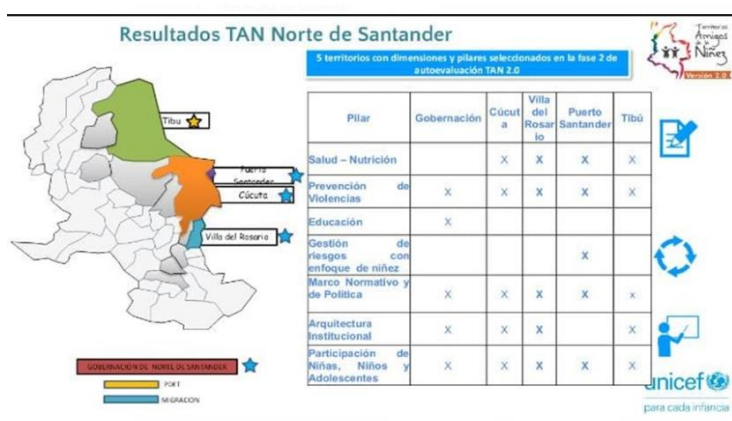 Resultados TAN Norte de Santander
Territorios
Amigos
de la
Niñez
Versión 2.0
5 territorios con dimensiones y pilares seleccionados en la fase 2 de
autoevaluación TAN 2.0
Tibu
Puerto
Santander
Cúcuta
Villa del Rosario
GOBERNACION DE NORTE DE SANTANDER
PDET
MIGRACION
Pilar Gobernación Cúcut
a Villa
del
Rosar
io Puerto
Santander Tibú
Salud – Nutrición X X X X
Prevención de
Violencias X X X X X
Educación X
Gestión de
riesgos con
enfoque de niñez X
Marco Normativo y
de Política X X X X x
Arquitectura
Institucional X X X X
Participación de
Niñas, Niños y
Adolescentes X X X X X
unicef
para cada infancia